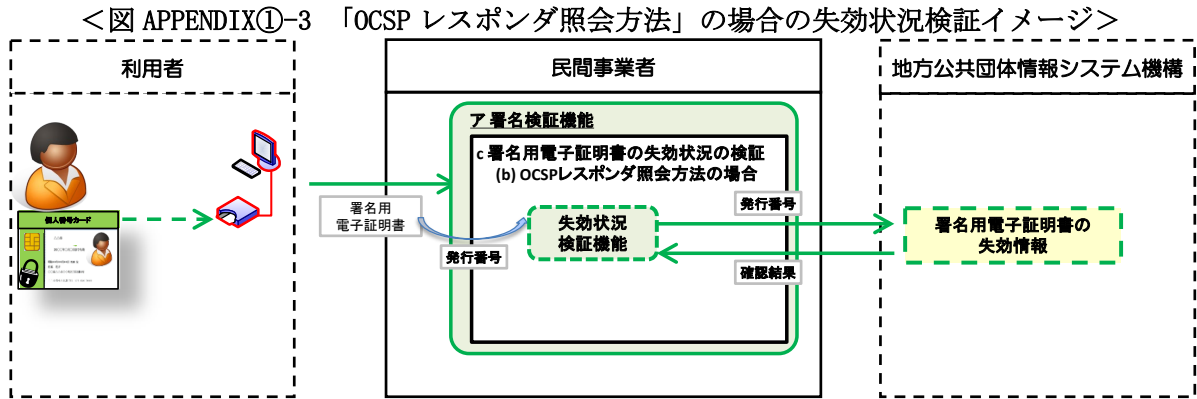 ＜図 APPENDIX①-3 「OCSP レスポンダ照会方法」の場合の失効状況検証イメージ＞
利用者
民間事業者
地方公共団体情報システム機構
ア 署名検証機能
c 署名用電子証明書の失効状況の検証
(b) OCSPレスポンダ照会方法の場合
署名用
電子証明書
発行番号
失効状況
検証機能
発行番号
確認結果
署名用電子証明書の
失効情報
個人番号カード